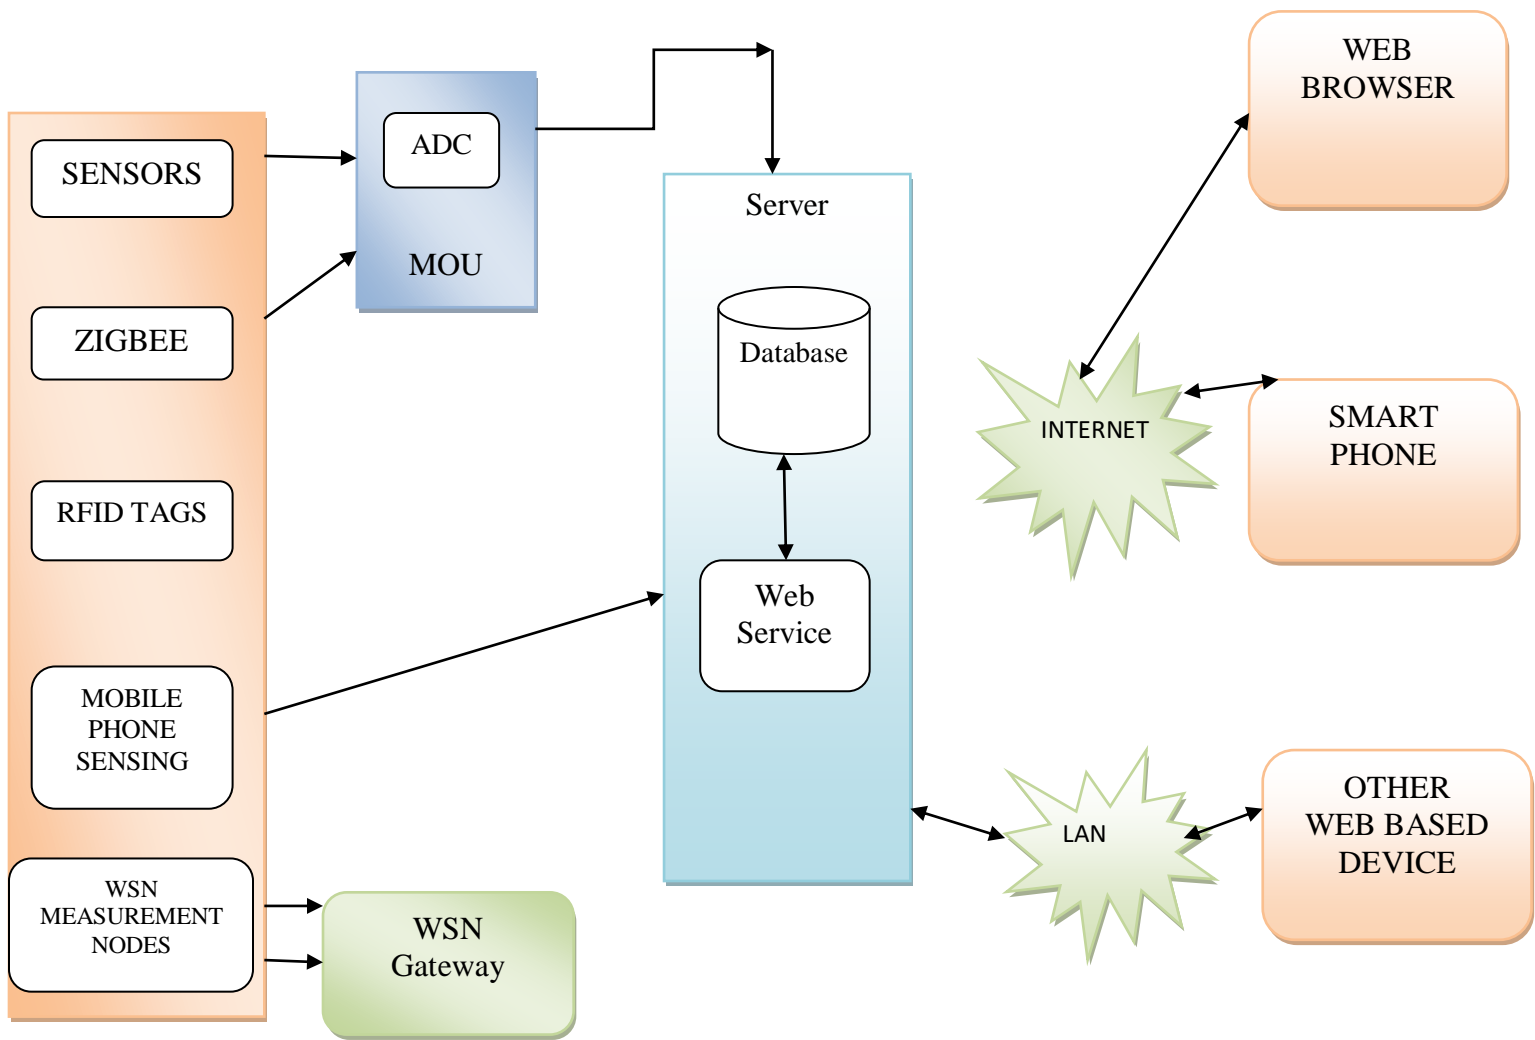 SENSORS
ZIGBEE
RFID TAGS
MOBILE
PHONE
SENSING
WSN
MEASUREMENT
NODES
ADC
MOU
WSN
Gateway
Server
Database
Web
Service
INTERNET
LAN
WEB
BROWSER
SMART
PHONE
OTHER
WEB BASED
DEVICE